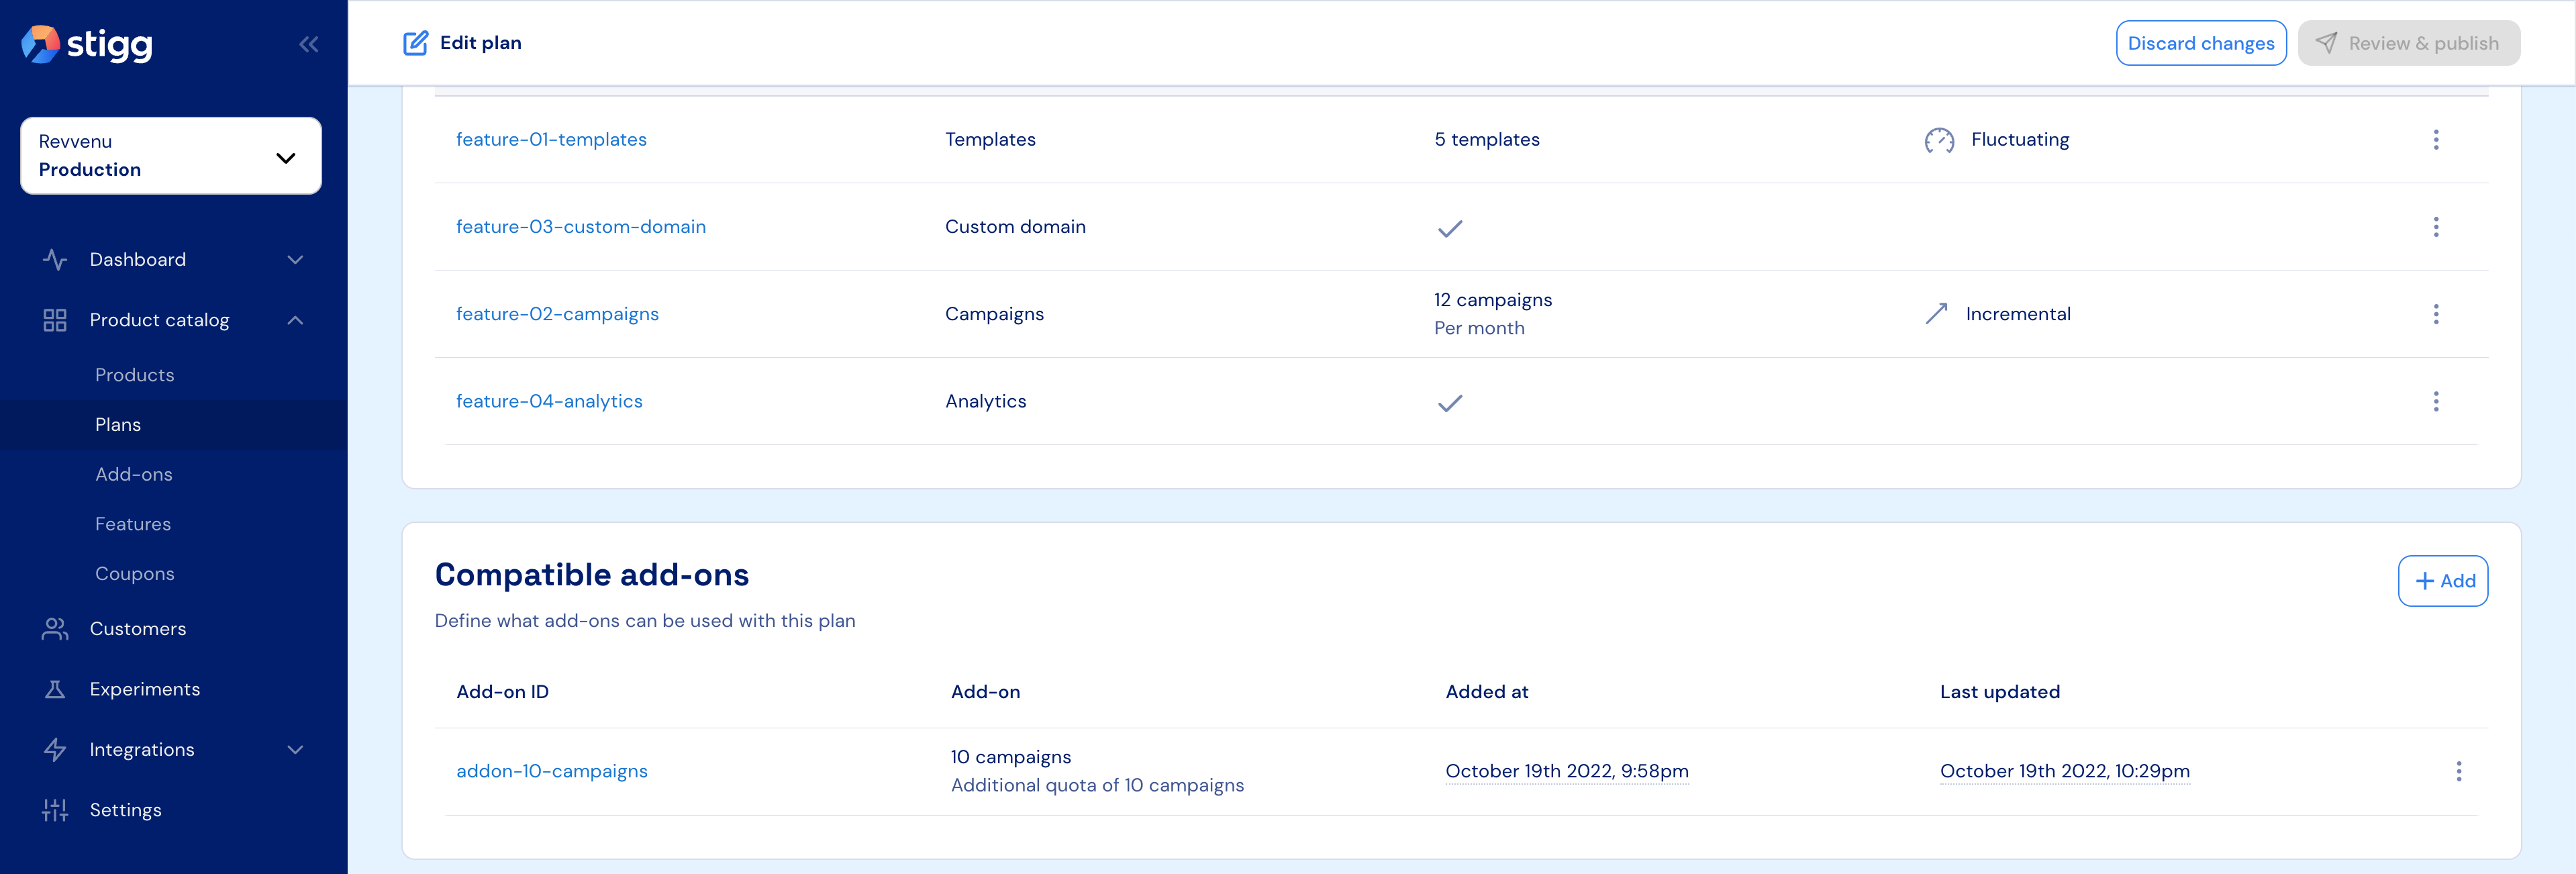 stigg
Revvenu
Production
Dashboard
Product catalog
Products
Plans
Add-ons
Features
Coupons
Customers
Experiments
Integrations
Settings
Edit plan
Discard changes
Review & publish
feature-01-templates
Templates
5 templates
Fluctuating
feature-03-custom-domain
Custom domain
feature-02-campaigns
Campaigns
12 campaigns
Per month
Incremental
feature-04-analytics
Analytics
Compatible add-ons
Add
Define what add-ons can be used with this plan
Add-on ID
Add-on
Added at
Last updated
addon-10-campaigns
10 campaigns
Additional quota of 10 campaigns
October 19th 2022, 9:58pm
October 19th 2022, 10:29pm